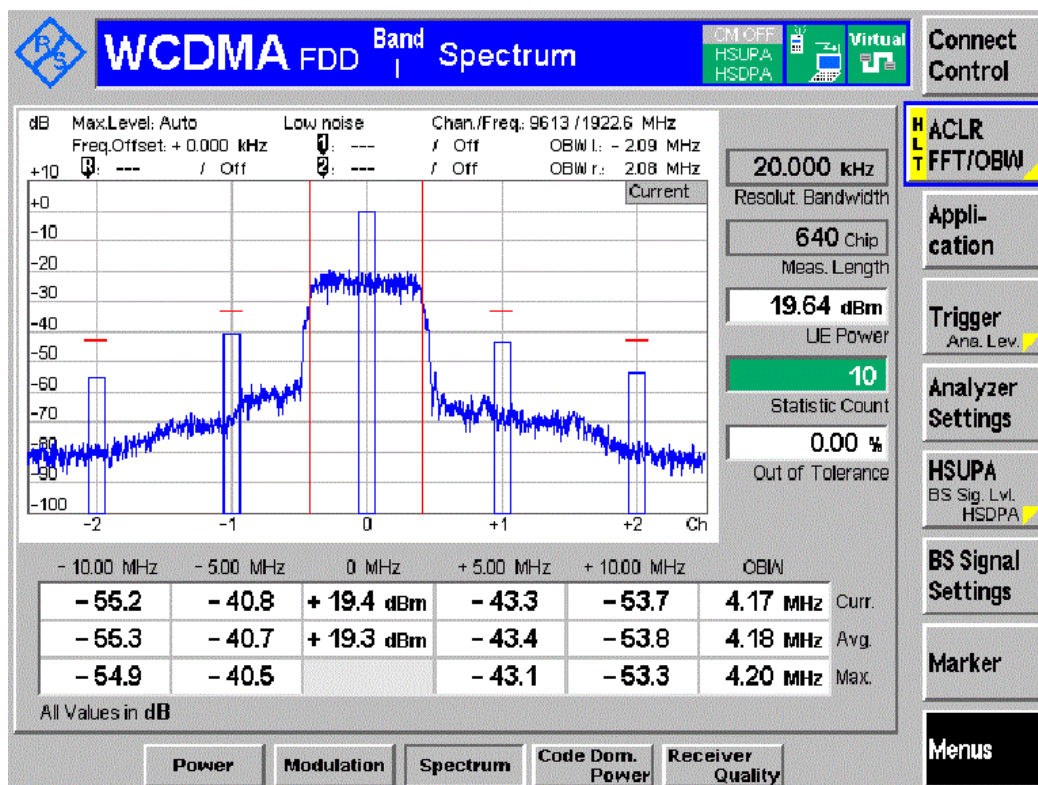 R S
WCDMA FDD Band I Spectrum
CM OFF
HSUPA
HSDPA
Virtual
Connect Control
dB Max.Level: Auto Low noise Chan./Freq.: 9613 / 1922.6 MHz
Freq.Offset: + 0.000 kHz 1: --- / Off OBW l.: - 2.09 MHz
R: --- / Off 2: --- / Off OBW r.: 2.08 MHz
Current
+10
+0
-10
-20
-30
-40
-50
-60
-70
-80
-90
-100
-2 -1 0 +1 +2 Ch
20.000 kHz
Resolut. Bandwidth
640 Chip
Meas. Length
19.64 dBm
UE Power
10
Statistic Count
0.00 %
Out of Tolerance
- 10.00 MHz - 5.00 MHz 0 MHz + 5.00 MHz + 10.00 MHz OBW
- 55.2 - 40.8 + 19.4 dBm - 43.3 - 53.7 4.17 MHz Curr.
- 55.3 - 40.7 + 19.3 dBm - 43.4 - 53.8 4.18 MHz Avg.
- 54.9 - 40.5 - 43.1 - 53.3 4.20 MHz Max.
All Values in dB
HLT
ACLR
FFT/OBW
Appli-
cation
Trigger
Ana. Lev.
Analyzer
Settings
HSUPA
BS Sig. Lvl.
HSDPA
BS Signal
Settings
Marker
Menus
Power
Modulation
Spectrum
Code Dom.
Power
Receiver
Quality